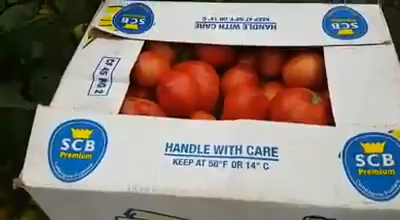 SCB
Premium
HANDLE WITH CARE
KEEP AT 58°F OR 14°C
SCB
SCB
Premium
HANDLE WITH CARE
KEEP AT 58°F OR 14° C
SCB
Premium